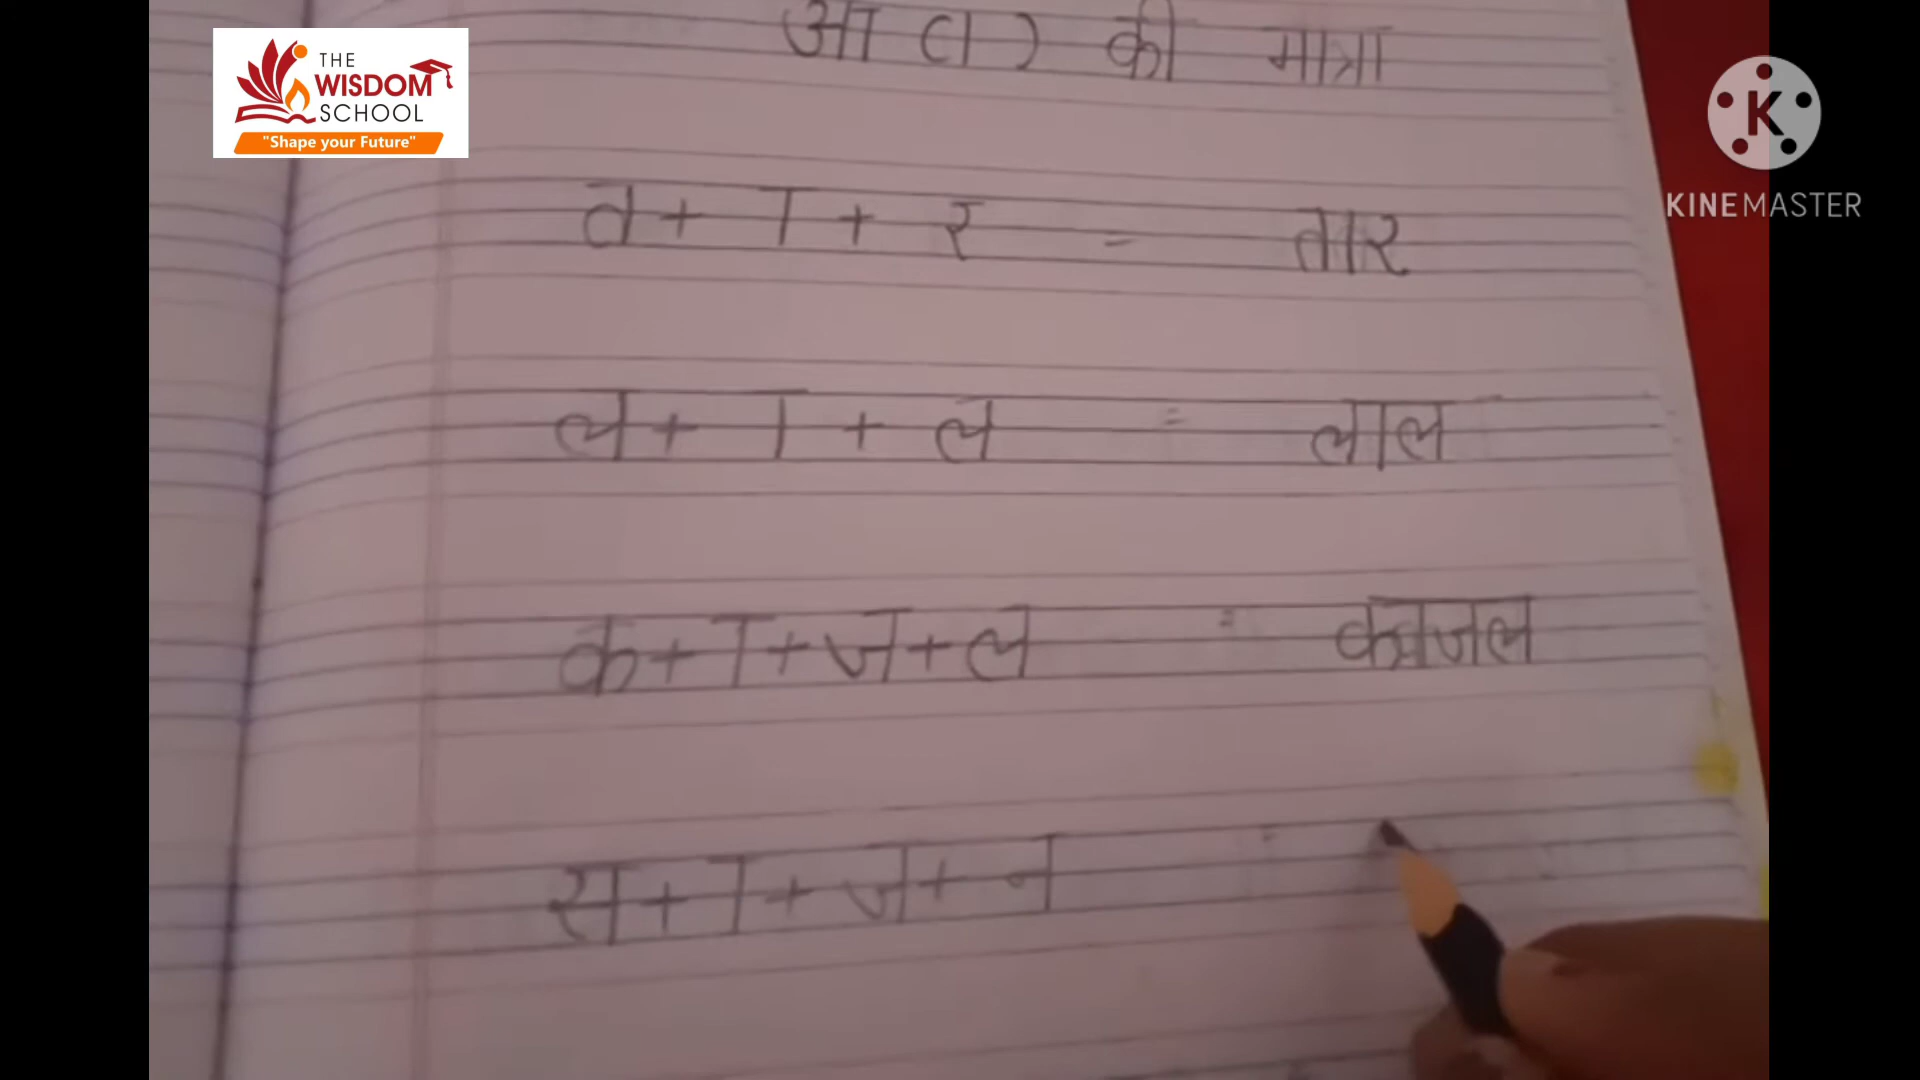 आ (ा) की मात्रा
THE
WISDOM
SCHOOL
"Shape your Future"
K
KINEMASTER
त + ा + र = तार
ल + ा + ल = लाल
क + ा + ज + ल = काजल
स + ा + ज + न =